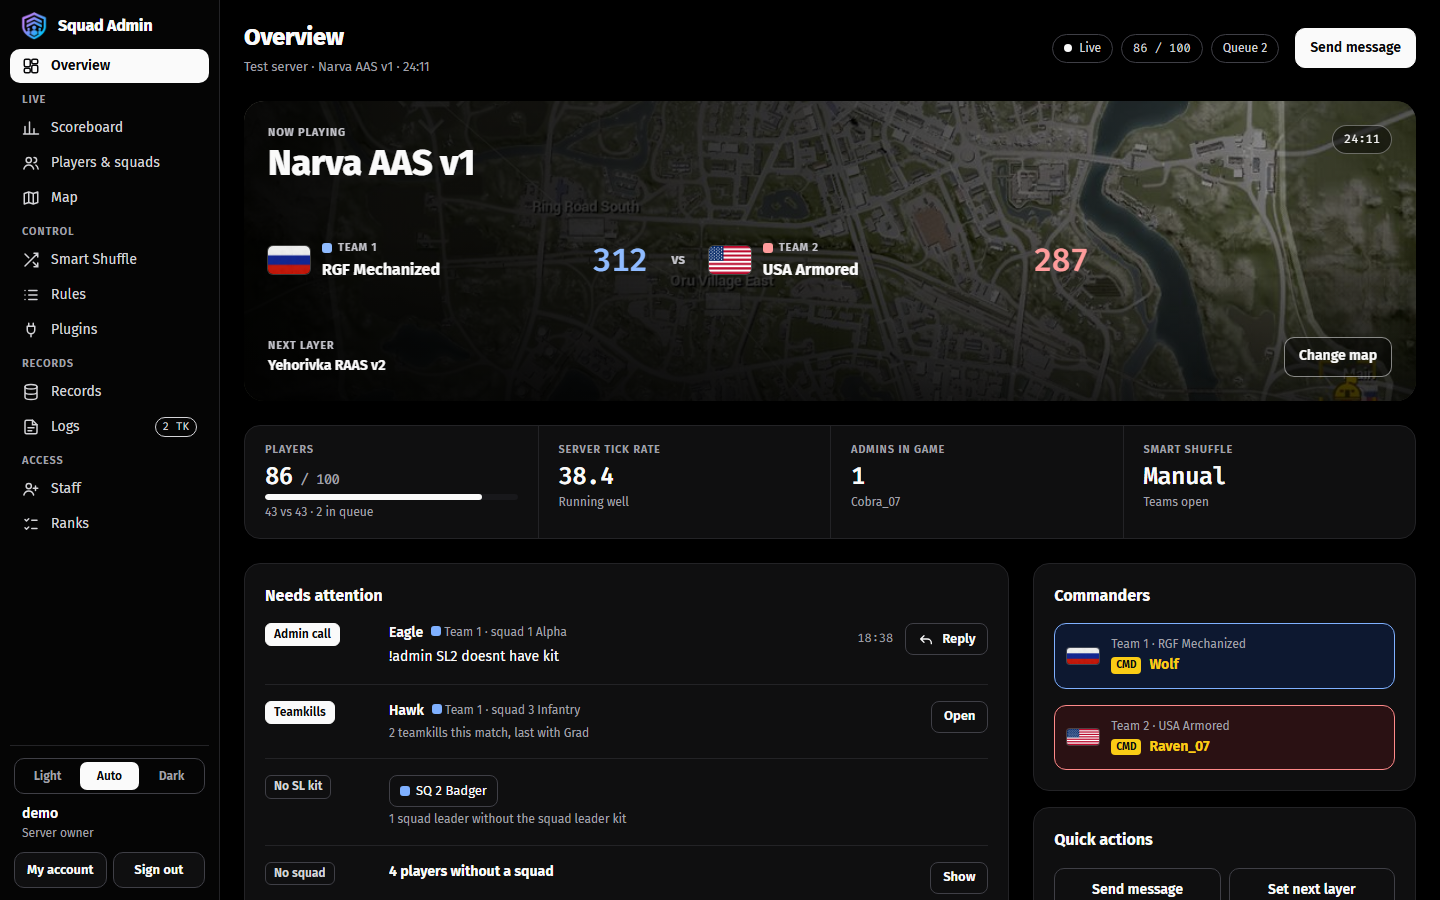 Squad Admin
Overview
LIVE
Scoreboard
Players & squads
Map
CONTROL
Smart Shuffle
Rules
Plugins
RECORDS
Records
Logs
2 TK
ACCESS
Staff
Ranks
Light
Auto
Dark
demo
Server owner
My account
Sign out
Overview
Test server · Narva AAS v1 · 24:11
Live
86 / 100
Queue 2
Send message
NOW PLAYING
Narva AAS v1
24:11
Ring Road South
TEAM 1
RGF Mechanized
312
VS
TEAM 2
USA Armored
287
Oru Village East
NEXT LAYER
Yehorivka RAAS v2
Change map
Main
PLAYERS
86 / 100
43 vs 43 · 2 in queue
SERVER TICK RATE
38.4
Running well
ADMINS IN GAME
1
Cobra_07
SMART SHUFFLE
Manual
Teams open
Needs attention
Admin call
Eagle
Team 1 · squad 1 Alpha
!admin SL2 doesnt have kit
18:38
Reply
Teamkills
Hawk
Team 1 · squad 3 Infantry
2 teamkills this match, last with Grad
Open
No SL kit
SQ 2 Badger
1 squad leader without the squad leader kit
No squad
4 players without a squad
Show
Commanders
Team 1 · RGF Mechanized
CMD Wolf
Team 2 · USA Armored
CMD Raven_07
Quick actions
Send message
Set next layer